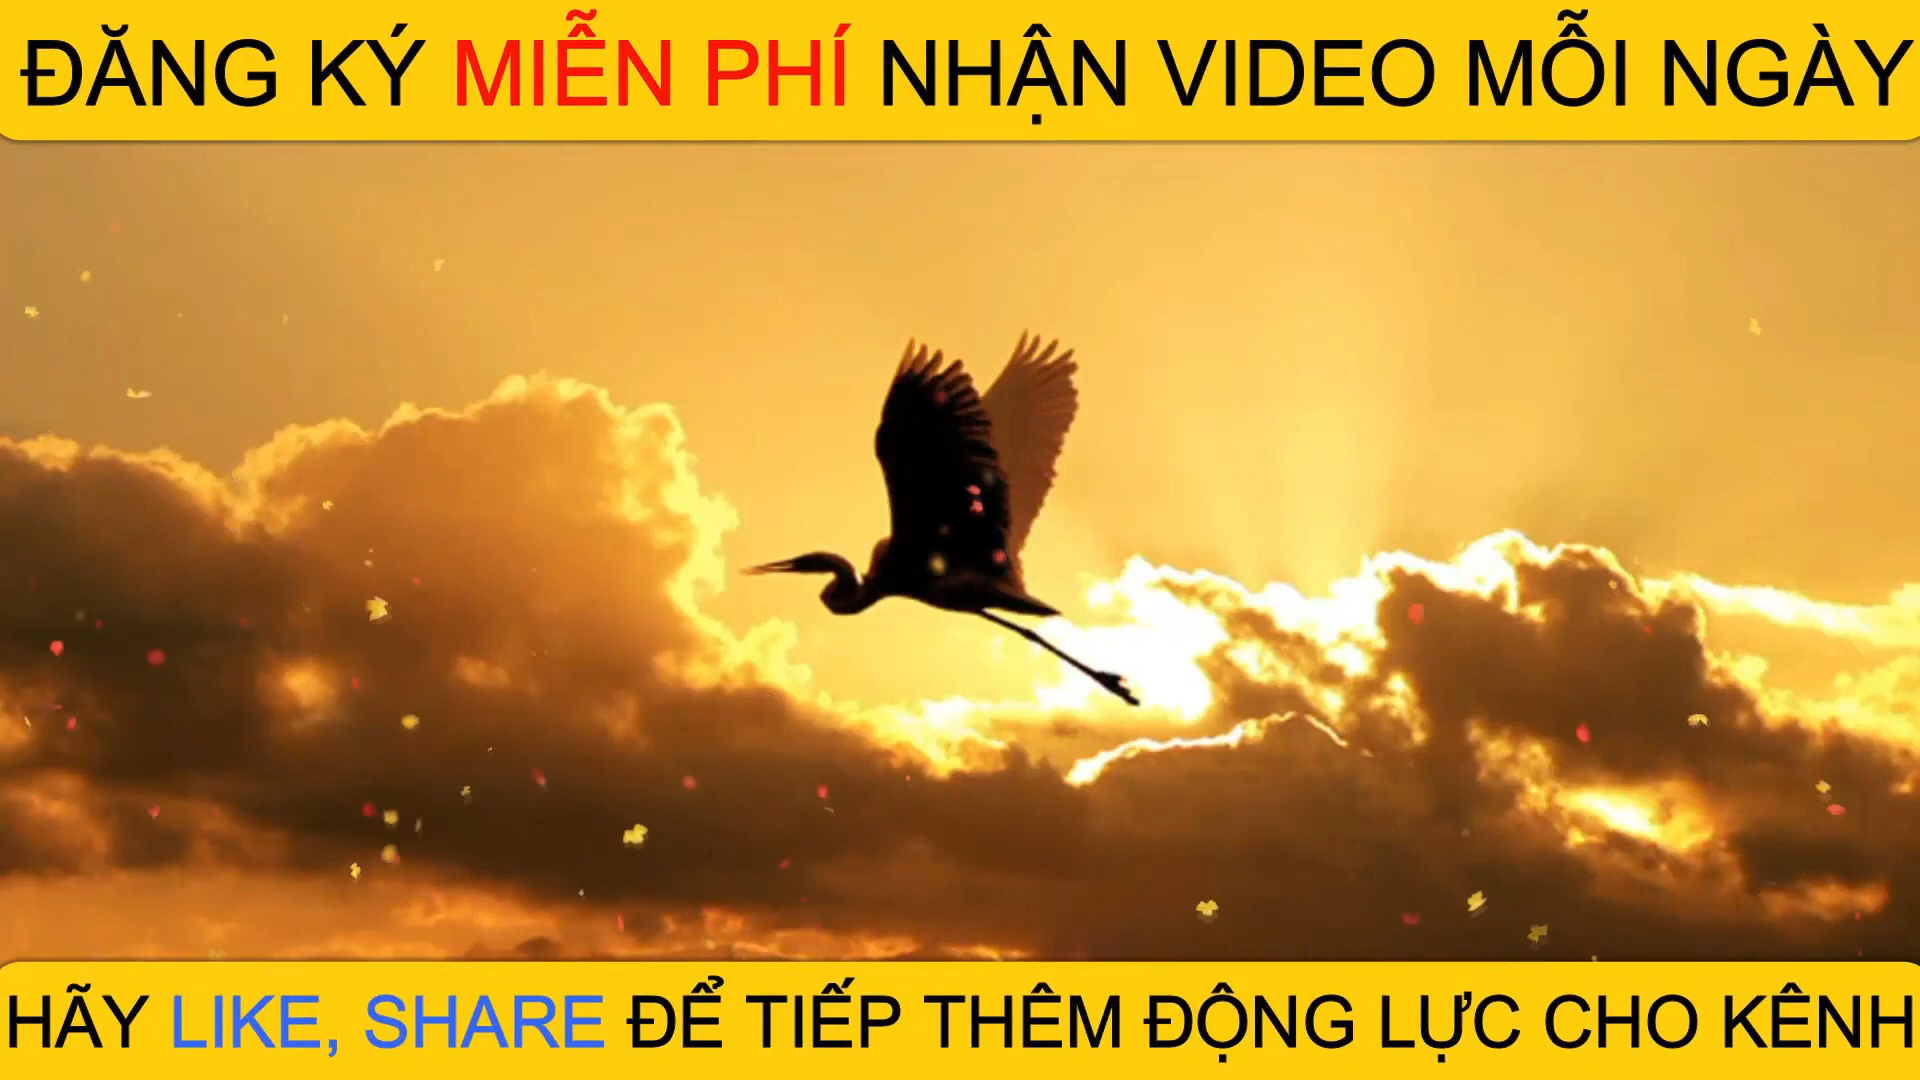 ĐĂNG KÝ MIỄN PHÍ NHẬN VIDEO MỖI NGÀY
HÃY LIKE, SHARE ĐỂ TIẾP THÊM ĐỘNG LỰC CHO KÊNH